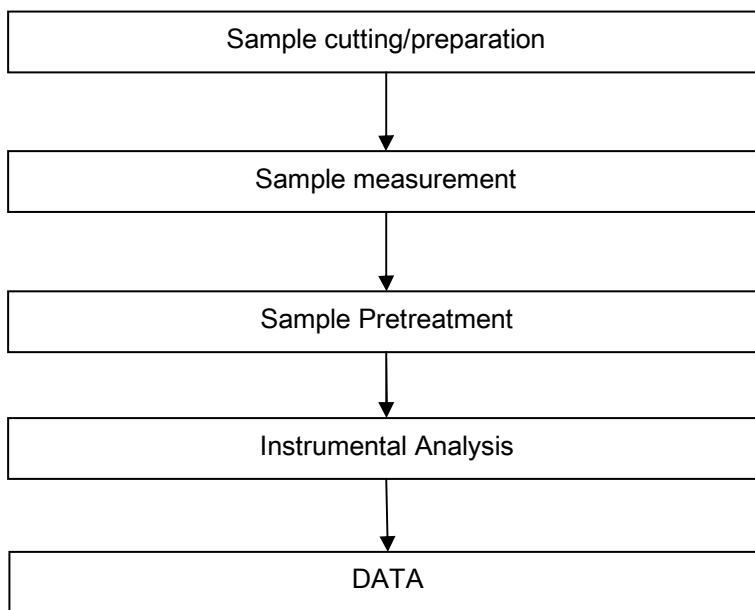 Sample cutting/preparation
Sample measurement
Sample Pretreatment
Instrumental Analysis
DATA